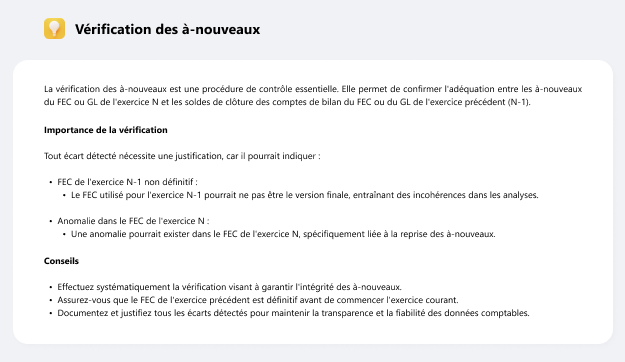 Vérification des à-nouveaux
La vérification des à-nouveaux est une procédure de contrôle essentielle. Elle permet de confirmer l'adéquation entre les à-nouveaux
du FEC ou GL de l'exercice N et les soldes de clôture des comptes de bilan du FEC ou du GL de l'exercice précédent (N-1).
Importance de la vérification
Tout écart détecté nécessite une justification, car il pourrait indiquer :
• FEC de l'exercice N-1 non définitif :
• Le FEC utilisé pour l'exercice N-1 pourrait ne pas être le version finale, entraînant des incohérences dans les analyses.
• Anomalie dans le FEC de l'exercice N :
• Une anomalie pourrait exister dans le FEC de l'exercice N, spécifiquement liée à la reprise des à-nouveaux.
Conseils
• Effectuez systématiquement la vérification visant à garantir l'intégrité des à-nouveaux.
• Assurez-vous que le FEC de l'exercice précédent est définitif avant de commencer l'exercice courant.
• Documentez et justifiez tous les écarts détectés pour maintenir la transparence et la fiabilité des données comptables.